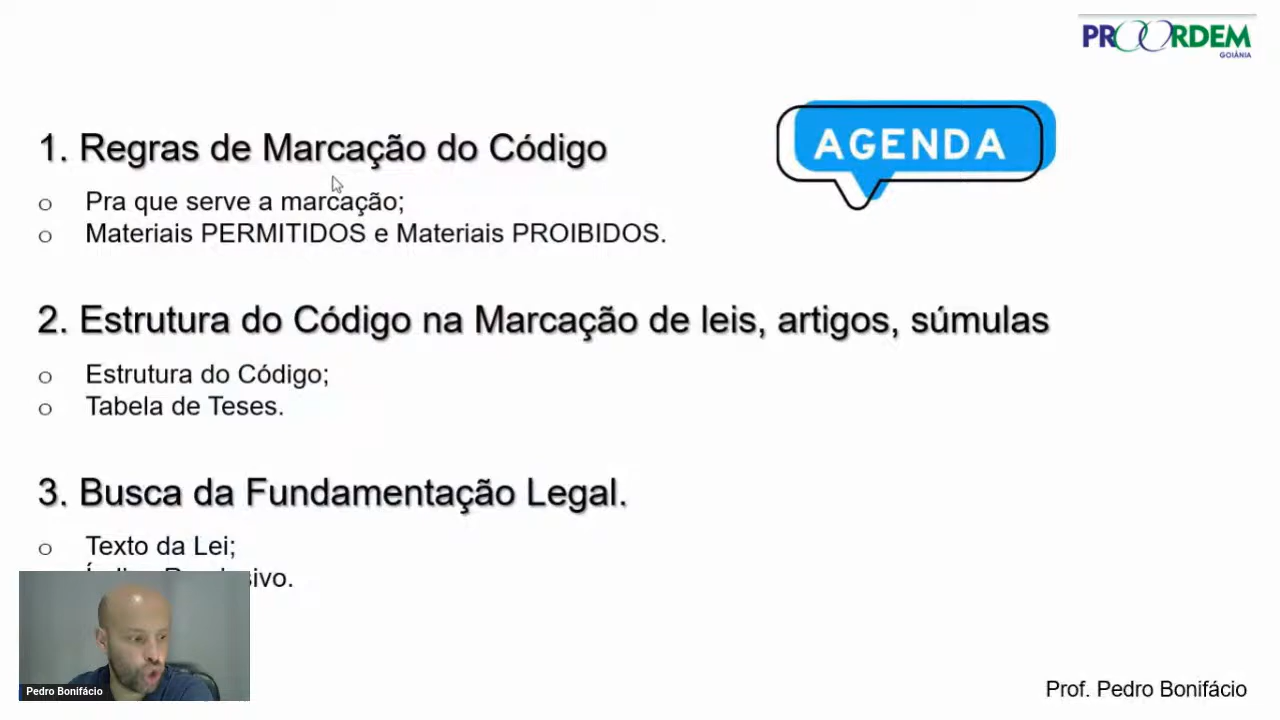 PROORDEM
GOIÂNIA
AGENDA
1. Regras de Marcação do Código
o Pra que serve a marcação;
o Materiais PERMITIDOS e Materiais PROIBIDOS.
2. Estrutura do Código na Marcação de leis, artigos, súmulas
o Estrutura do Código;
o Tabela de Teses.
3. Busca da Fundamentação Legal.
o Texto da Lei;
Pedro Bonifácio
Prof. Pedro Bonifácio